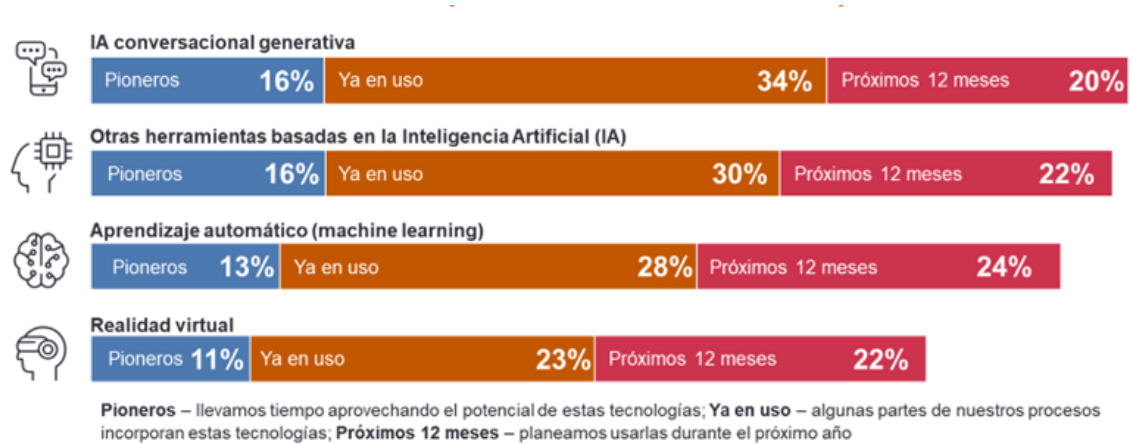 IA conversacional generativa
Pioneros 16% Ya en uso 34% Próximos 12 meses 20%
Otras herramientas basadas en la Inteligencia Artificial (IA)
Pioneros 16% Ya en uso 30% Próximos 12 meses 22%
Aprendizaje automático (machine learning)
Pioneros 13% Ya en uso 28% Próximos 12 meses 24%
Realidad virtual
Pioneros 11% Ya en uso 23% Próximos 12 meses 22%
Pioneros – llevamos tiempo aprovechando el potencial de estas tecnologías; Ya en uso – algunas partes de nuestros procesos
incorporan estas tecnologías; Próximos 12 meses – planeamos usarlas durante el próximo año